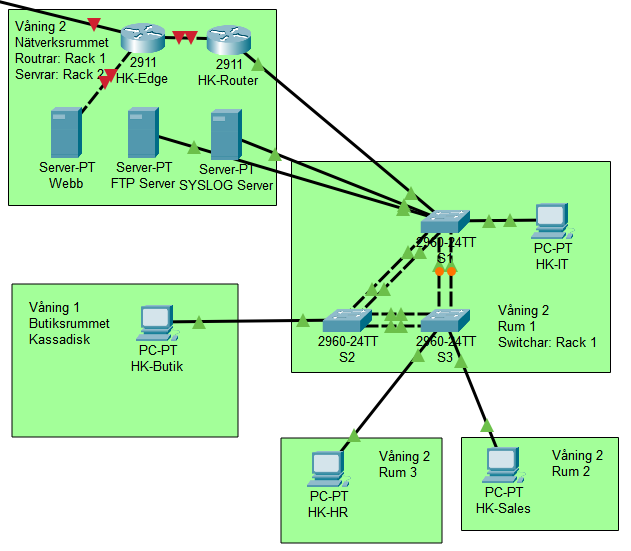 Våning 2
Nätverksrummet
Routrar: Rack 1
Servrar: Rack 2
2911
HK-Edge
2911
HK-Router
Server-PT
Webb
Server-PT
FTP Server
Server-PT
SYSLOG Server
2960-24TT
S1
PC-PT
HK-IT
Våning 1
Butiksrummet
Kassadisk
PC-PT
HK-Butik
2960-24TT
S2
2960-24TT
S3
Våning 2
Rum 1
Switchar: Rack 1
PC-PT
HK-HR
Våning 2
Rum 3
PC-PT
HK-Sales
Våning 2
Rum 2